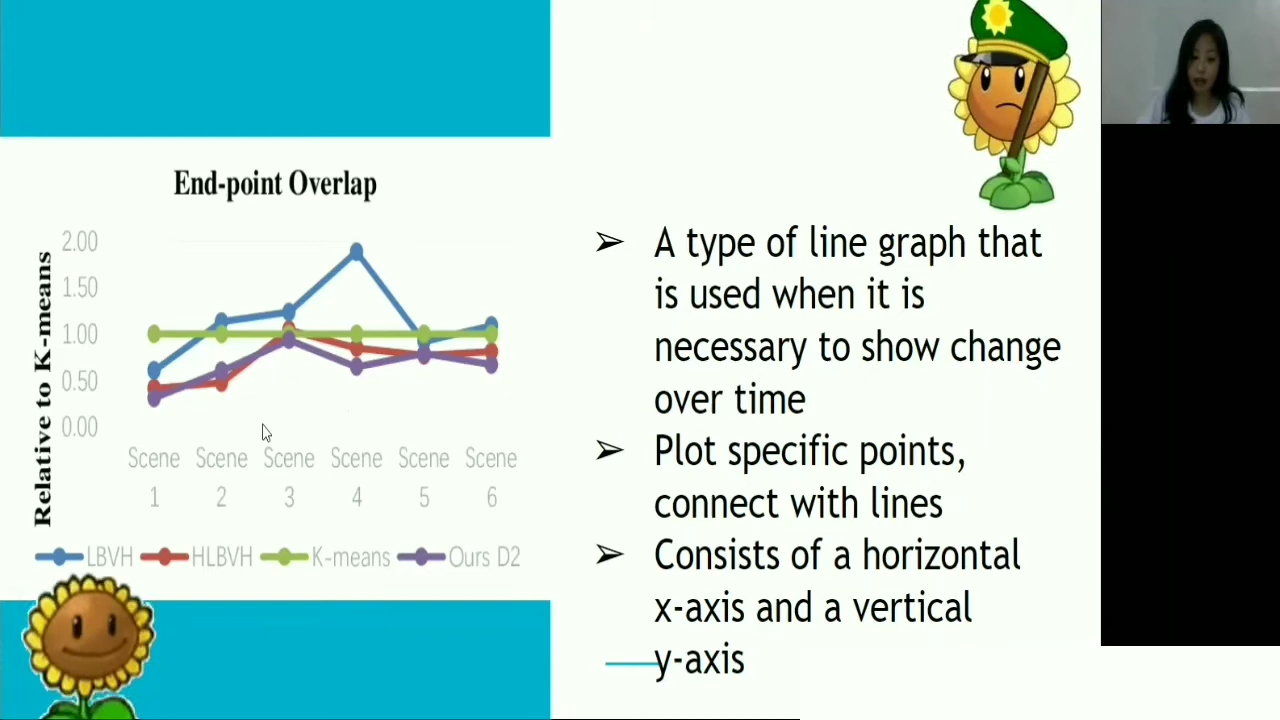 End-point Overlap
Relative to K-means
2.00
1.50
1.00
0.50
0.00
Scene 1
Scene 2
Scene 3
Scene 4
Scene 5
Scene 6
LBVH HLBVH K-means Ours D2
➢ A type of line graph that
is used when it is
necessary to show change
over time
➢ Plot specific points,
connect with lines
➢ Consists of a horizontal
x-axis and a vertical
y-axis